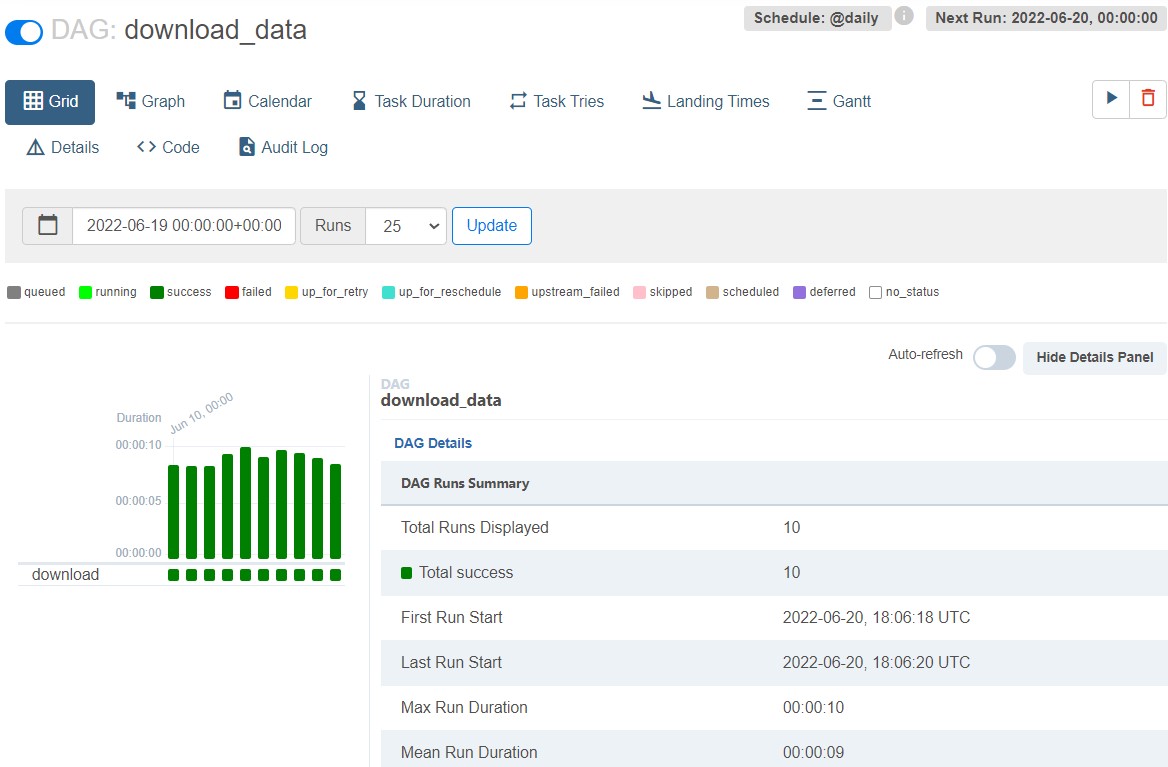 DAG: download_data
Schedule: @daily
Next Run: 2022-06-20, 00:00:00
Grid
Graph
Calendar
Task Duration
Task Tries
Landing Times
Gantt
Details
Code
Audit Log
2022-06-19 00:00:00+00:00
Runs
25
Update
queued
running
success
failed
up_for_retry
up_for_reschedule
upstream_failed
skipped
scheduled
deferred
no_status
Auto-refresh
Hide Details Panel
Duration
Jun 10, 00:00
00:00:10
00:00:05
00:00:00
download
DAG
download_data
DAG Details
DAG Runs Summary
Total Runs Displayed 10
Total success 10
First Run Start 2022-06-20, 18:06:18 UTC
Last Run Start 2022-06-20, 18:06:20 UTC
Max Run Duration 00:00:10
Mean Run Duration 00:00:09